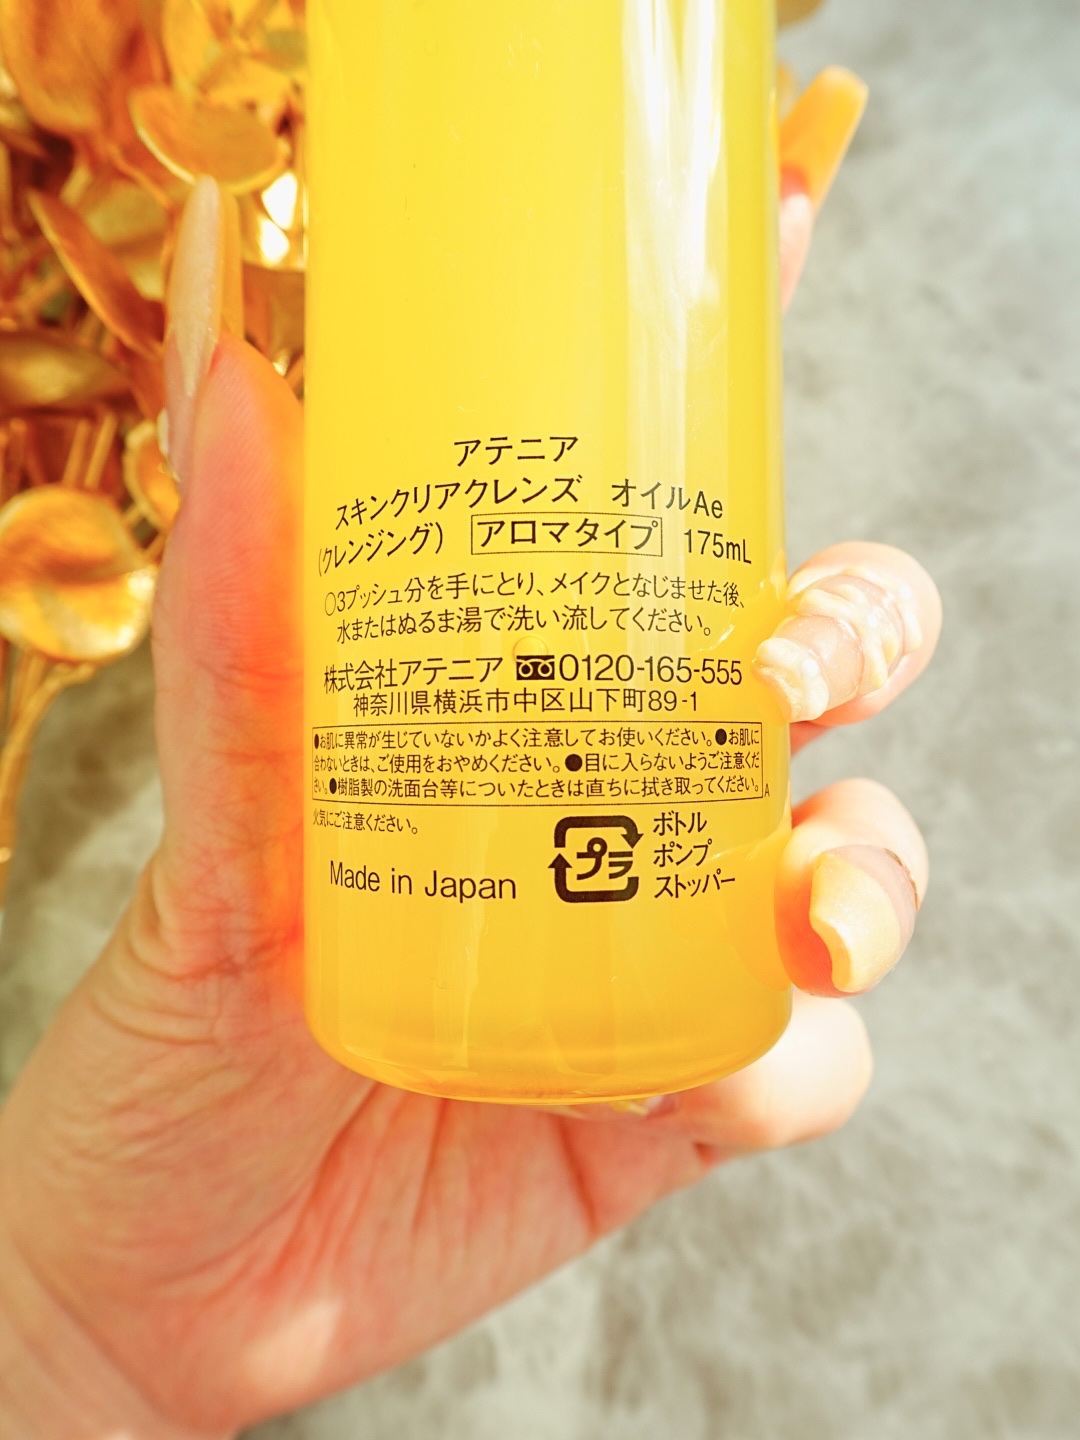 アテニア
スキンクリアクレンズ オイルAe
(クレンジング) アロマタイプ 175mL
○3プッシュ分を手にとり、メイクとなじませた後、
水またはぬるま湯で洗い流してください。
株式会社アテニア 0120-165-555
神奈川県横浜市中区山下町89-1
●お肌に異常が生じていないかよく注意してお使いください。●お肌に
合わないときは、ご使用をおやめください。●目に入らないようご注意くだ
さい。●樹脂製の洗面台等についたときは直ちに拭き取ってください。 A
火気にご注意ください。
Made in Japan
プラ
ボトル
ポンプ
ストッパー